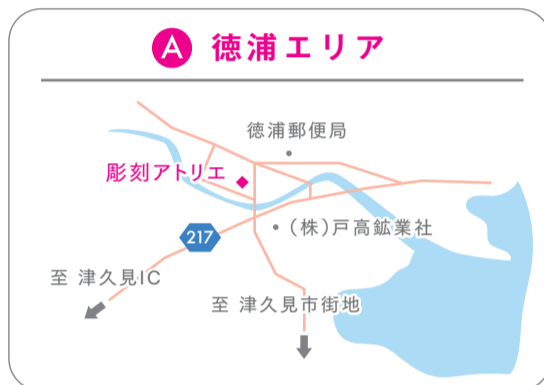 A 徳浦エリア
徳浦郵便局
彫刻アトリエ
(株)戸高鉱業社
217
至 津久見IC
至 津久見市街地